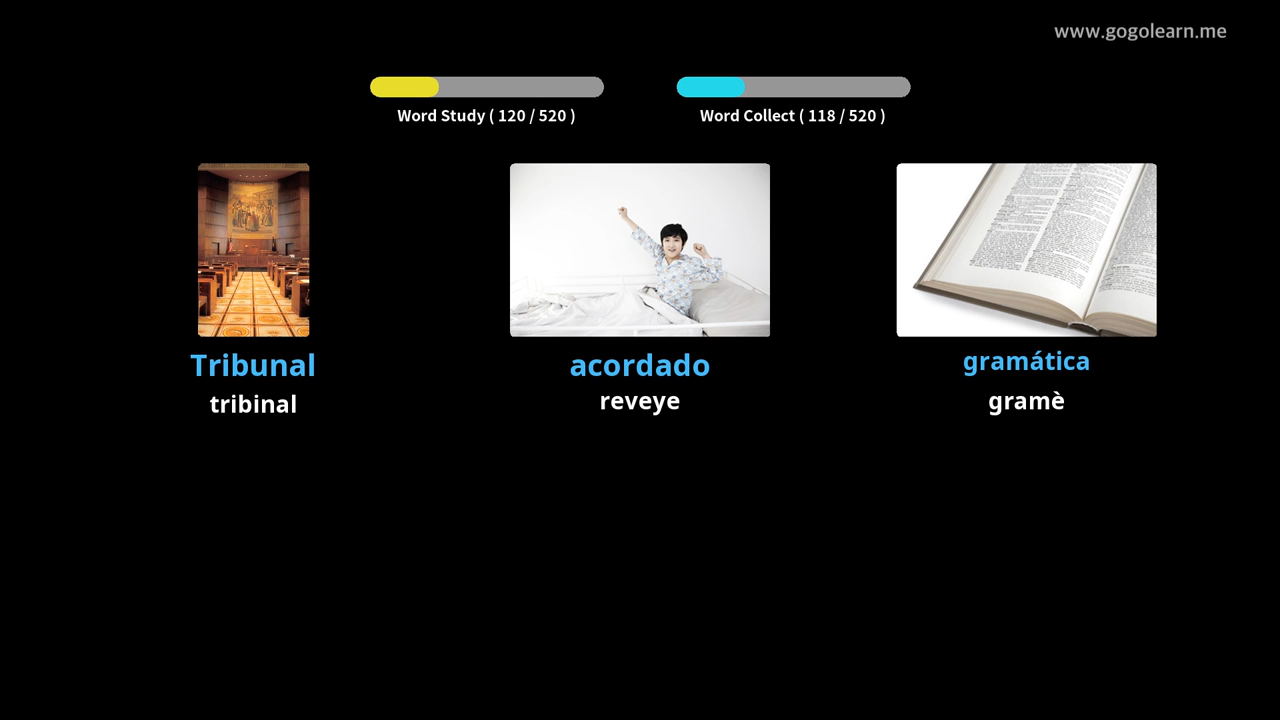 www.gogolearn.me
Word Study ( 120 / 520 )
Word Collect ( 118 / 520 )
Tribunal
tribinal
acordado
reveye
gramática
gramè